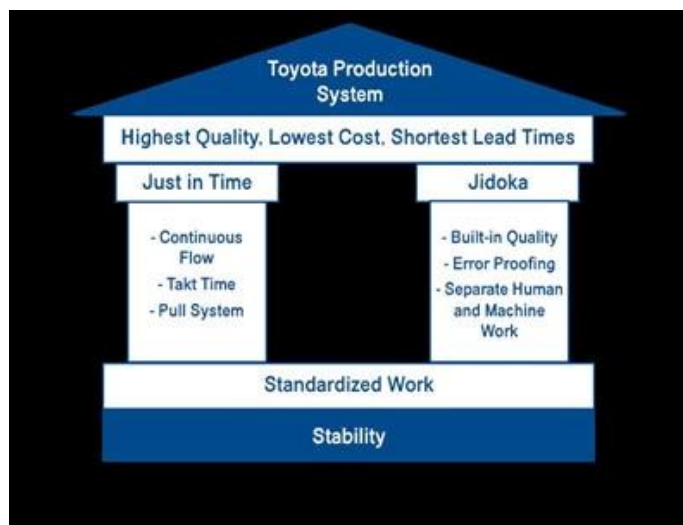 Toyota Production
System
Highest Quality, Lowest Cost, Shortest Lead Times
Just in Time
- Continuous
Flow
- Takt Time
- Pull System
Jidoka
- Built-in Quality
- Error Proofing
- Separate Human
and Machine
Work
Standardized Work
Stability